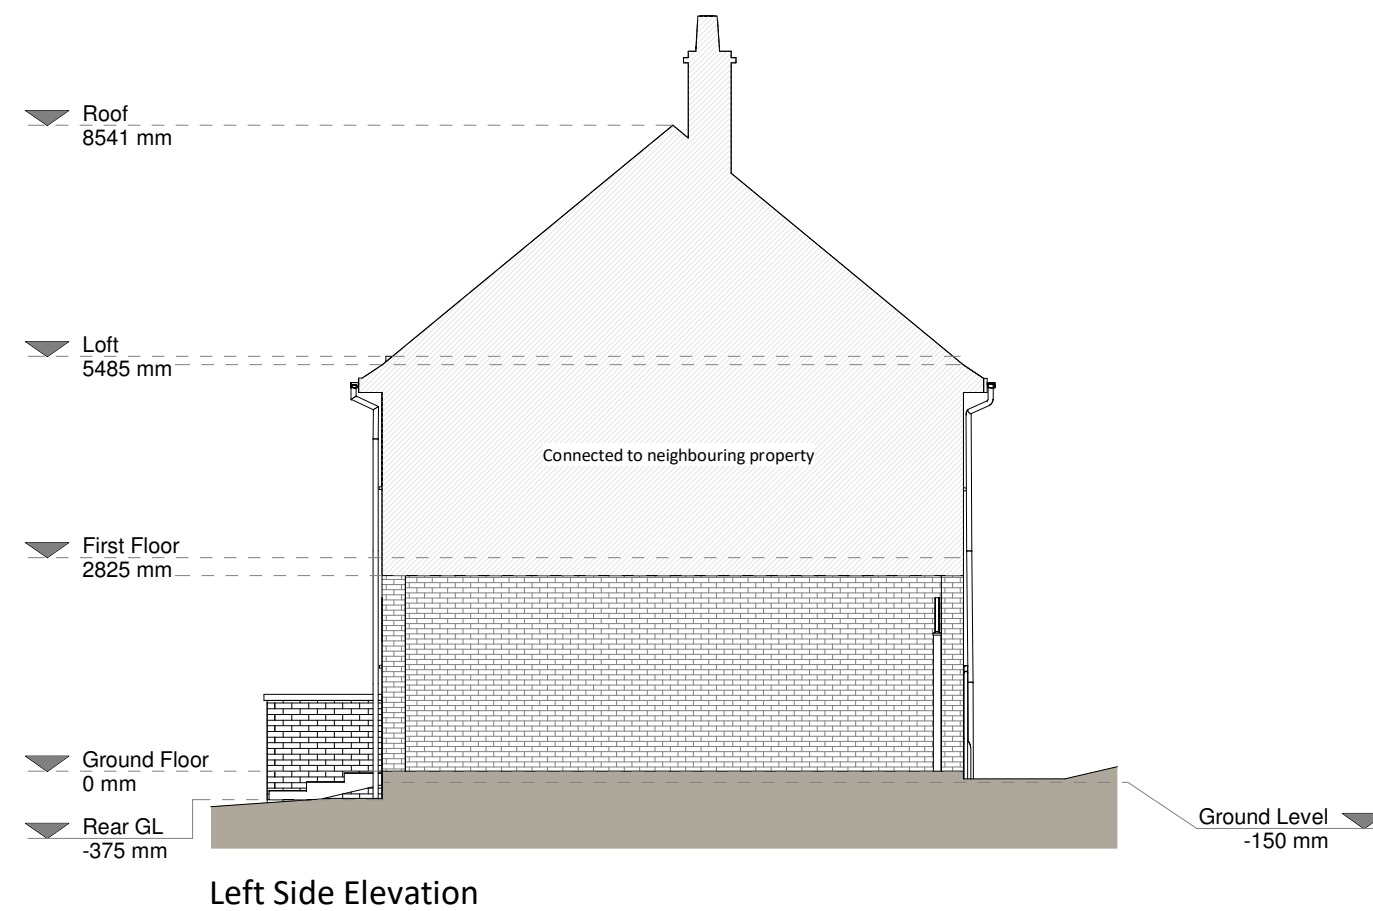 Roof
8541 mm
Loft
5485 mm
Connected to neighbouring property
First Floor
2825 mm
Ground Floor
0 mm
Rear GL
-375 mm
Ground Level
-150 mm
Left Side Elevation